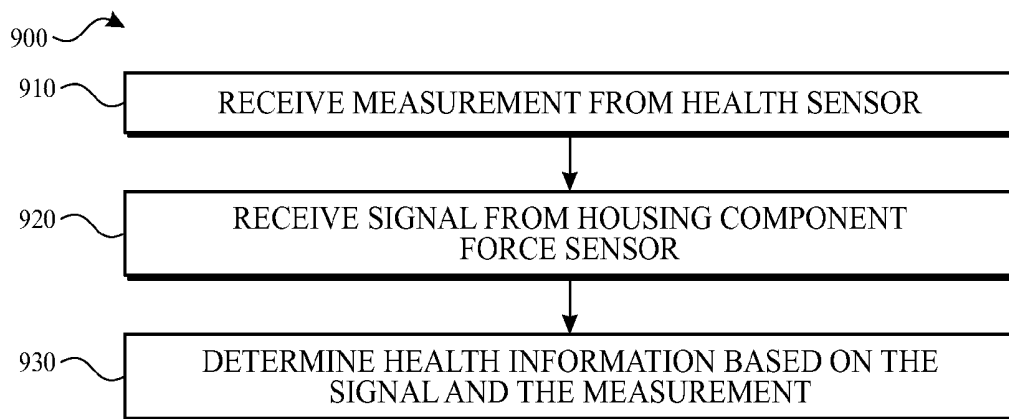 900
910
RECEIVE MEASUREMENT FROM HEALTH SENSOR
920
RECEIVE SIGNAL FROM HOUSING COMPONENT
FORCE SENSOR
930
DETERMINE HEALTH INFORMATION BASED ON THE
SIGNAL AND THE MEASUREMENT